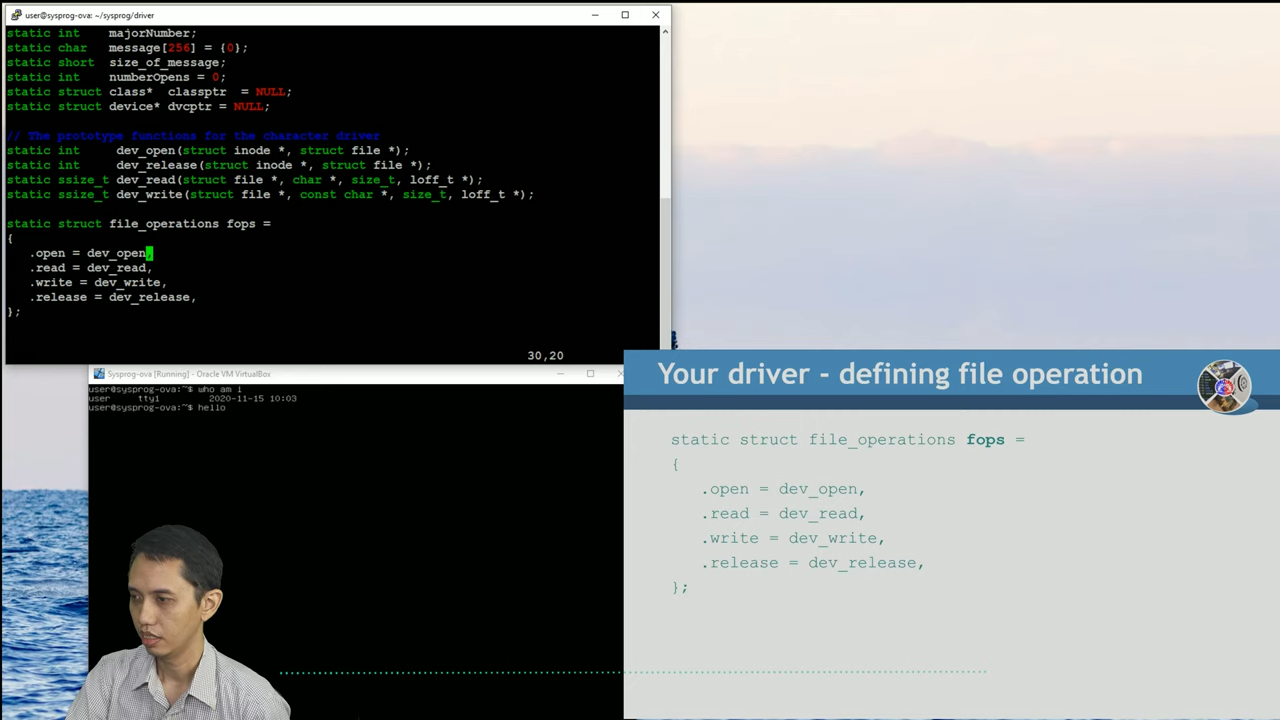 user@sysprog-ova: ~/sysprog/driver
static int majorNumber;
static char message[256] = {0};
static short size_of_message;
static int numberOpens = 0;
static struct class* classptr = NULL;
static struct device* dvcptr = NULL;
// The prototype functions for the character driver
static int dev_open(struct inode *, struct file *);
static int dev_release(struct inode *, struct file *);
static ssize_t dev_read(struct file *, char *, size_t, loff_t *);
static ssize_t dev_write(struct file *, const char *, size_t, loff_t *);
static struct file_operations fops =
{
.open = dev_open,
.read = dev_read,
.write = dev_write,
.release = dev_release,
};
30,20
Sysprog-ova [Running] - Oracle VM VirtualBox
user@sysprog-ova:~$ who am i
user tty1 2020-11-15 10:03
user@sysprog-ova:~$ hello
Your driver - defining file operation
static struct file_operations fops =
{
.open = dev_open,
.read = dev_read,
.write = dev_write,
.release = dev_release,
};